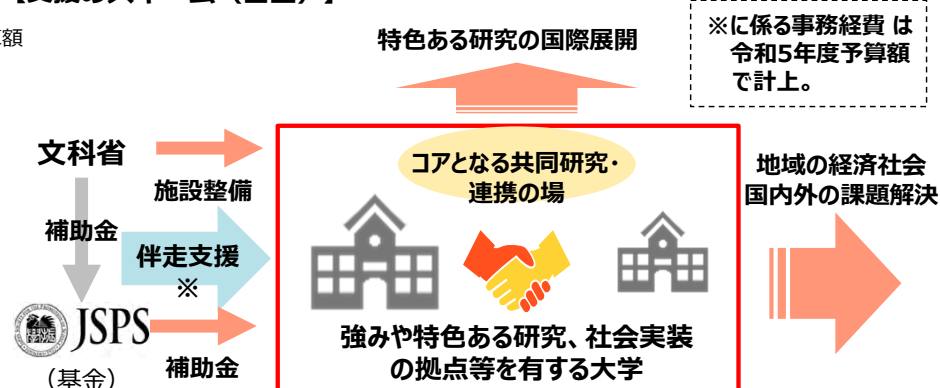 額
特色ある研究の国際展開
※に係る事務経費 は
令和5年度予算額
で計上。
文科省
施設整備
コアとなる共同研究・
連携の場
地域の経済社会
国内外の課題解決
補助金
伴走支援
※
JSPS
(基金)
補助金
強みや特色ある研究、社会実装
の拠点等を有する大学